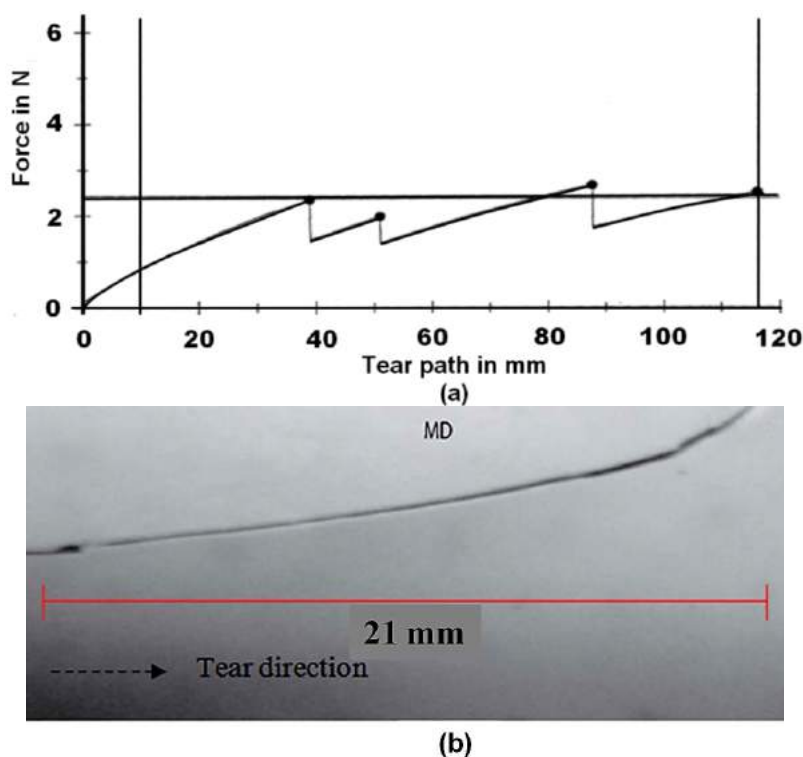 Force in N
6
4
2
0
0 20 40 60 80 100 120
Tear path in mm
(a)
MD
21 mm
Tear direction
(b)